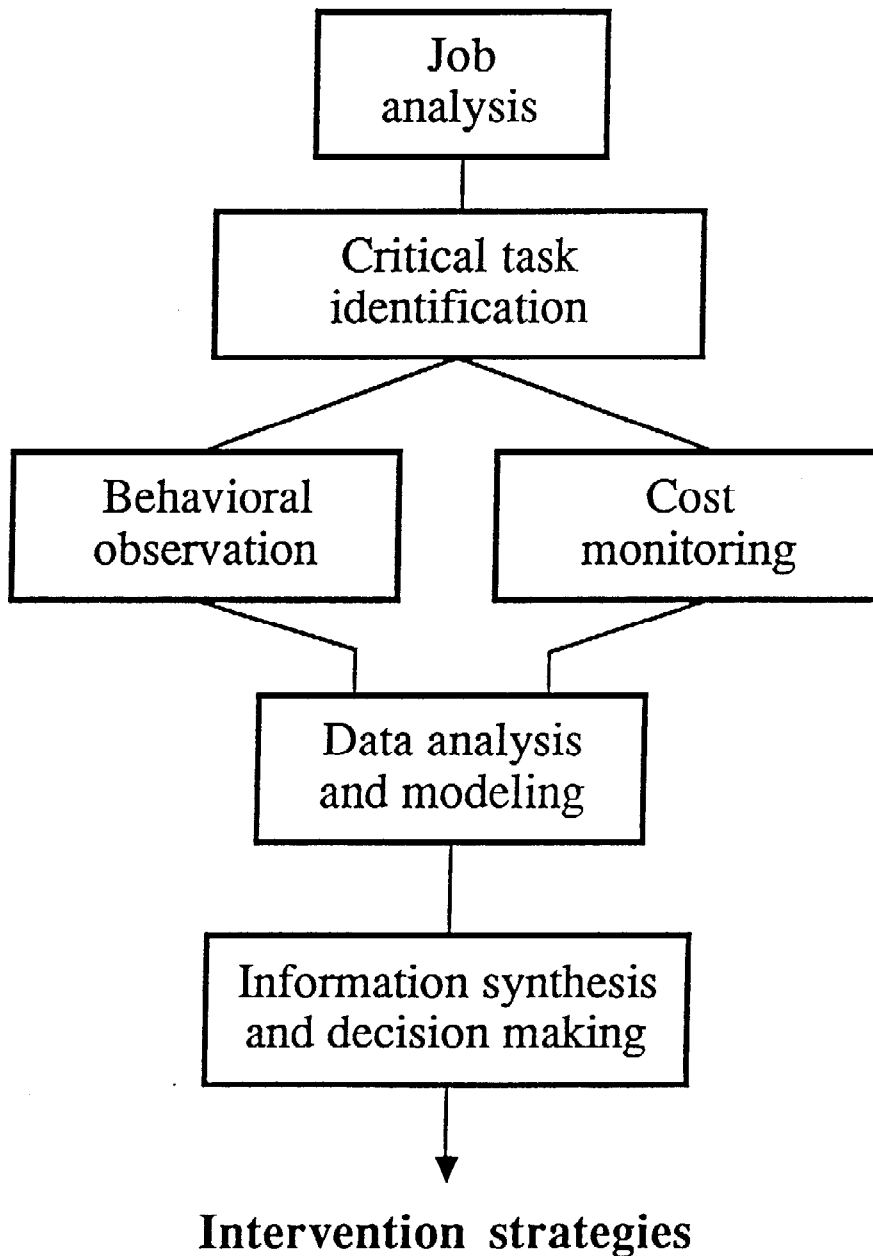 Job
analysis
Critical task
identification
Behavioral
observation
Cost
monitoring
Data analysis
and modeling
Information synthesis
and decision making
Intervention strategies